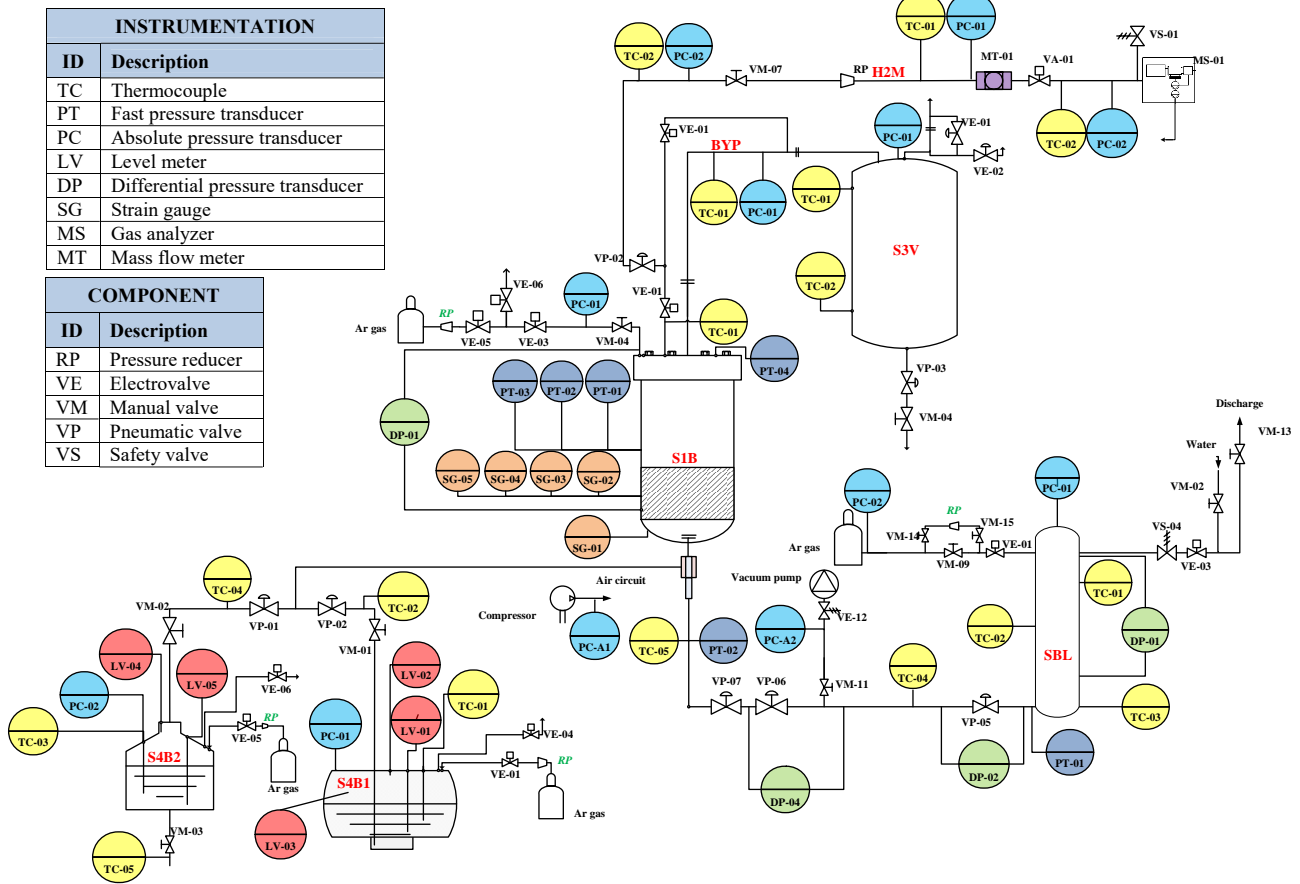 INSTRUMENTATION
ID Description
TC Thermocouple
PT Fast pressure transducer
PC Absolute pressure transducer
LV Level meter
DP Differential pressure transducer
SG Strain gauge
MS Gas analyzer
MT Mass flow meter
COMPONENT
ID Description
RP Pressure reducer
VE Electrovalve
VM Manual valve
VP Pneumatic valve
VS Safety valve
TC-02
PC-02
VM-07
RP
H2M
TC-01
PC-01
MT-01
VA-01
VS-01
MS-01
TC-02
PC-02
VE-01
BYP
TC-01
PC-01
TC-01
PC-01
VE-01
VE-02
S3V
TC-02
VP-02
VE-01
TC-01
PT-04
VP-03
VM-04
Ar gas
RP
VE-05
VE-06
VE-03
PC-01
VM-04
PT-03
PT-02
PT-01
DP-01
SG-05
SG-04
SG-03
SG-02
S1B
SG-01
Discharge
VM-13
Water
VM-02
PC-01
PC-02
Ar gas
RP
VM-14
VM-15
VM-09
VE-01
VS-04
VE-03
TC-01
TC-02
DP-01
SBL
TC-03
Air circuit
Compressor
PC-A1
Vacuum pump
VE-12
PC-A2
TC-05
PT-02
VM-11
TC-04
VP-07
VP-06
VP-05
DP-02
PT-01
DP-04
TC-04
VM-02
VP-01
VP-02
TC-02
VM-01
LV-04
LV-05
PC-02
TC-03
VE-06
VE-05
RP
Ar gas
S4B2
VM-03
TC-05
LV-02
LV-01
TC-01
PC-01
VE-04
VE-01
RP
Ar gas
S4B1
LV-03